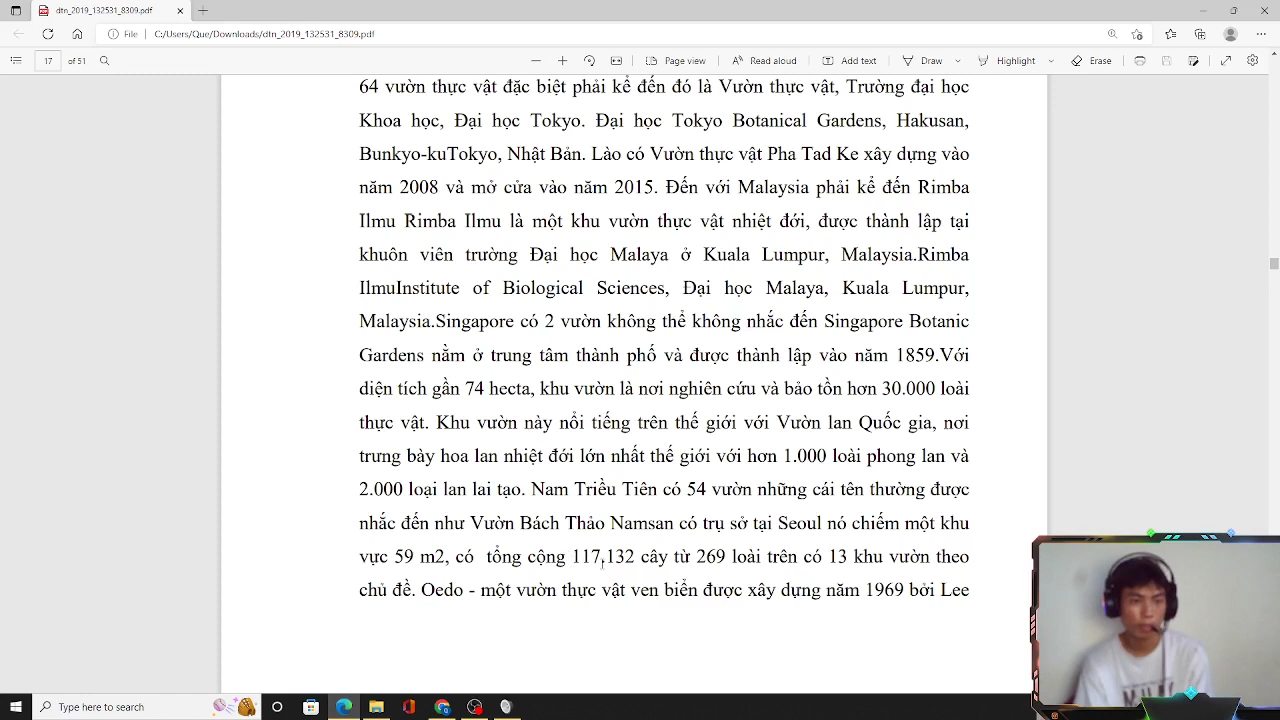 dtn_2019_132531_8309.pdf
File C:/Users/Que/Downloads/dtn_2019_132531_8309.pdf
17 of 51 Page view Read aloud Add text Draw Highlight Erase
64 vườn thực vật đặc biệt phải kể đến đó là Vườn thực vật, Trường đại học
Khoa học, Đại học Tokyo. Đại học Tokyo Botanical Gardens, Hakusan,
Bunkyo-kuTokyo, Nhật Bản. Lào có Vườn thực vật Pha Tad Ke xây dựng vào
năm 2008 và mở cửa vào năm 2015. Đến với Malaysia phải kể đến Rimba
Ilmu Rimba Ilmu là một khu vườn thực vật nhiệt đới, được thành lập tại
khuôn viên trường Đại học Malaya ở Kuala Lumpur, Malaysia.Rimba
IlmuInstitute of Biological Sciences, Đại học Malaya, Kuala Lumpur,
Malaysia.Singapore có 2 vườn không thể không nhắc đến Singapore Botanic
Gardens nằm ở trung tâm thành phố và được thành lập vào năm 1859.Với
diện tích gần 74 hecta, khu vườn là nơi nghiên cứu và bảo tồn hơn 30.000 loài
thực vật. Khu vườn này nổi tiếng trên thế giới với Vườn lan Quốc gia, nơi
trưng bày hoa lan nhiệt đới lớn nhất thế giới với hơn 1.000 loài phong lan và
2.000 loại lan lai tạo. Nam Triều Tiên có 54 vườn những cái tên thường được
nhắc đến như Vườn Bách Thảo Namsan có trụ sở tại Seoul nó chiếm một khu
vực 59 m2, có tổng cộng 117,132 cây từ 269 loài trên có 13 khu vườn theo
chủ đề. Oedo - một vườn thực vật ven biển được xây dựng năm 1969 bởi Lee
Type here to search